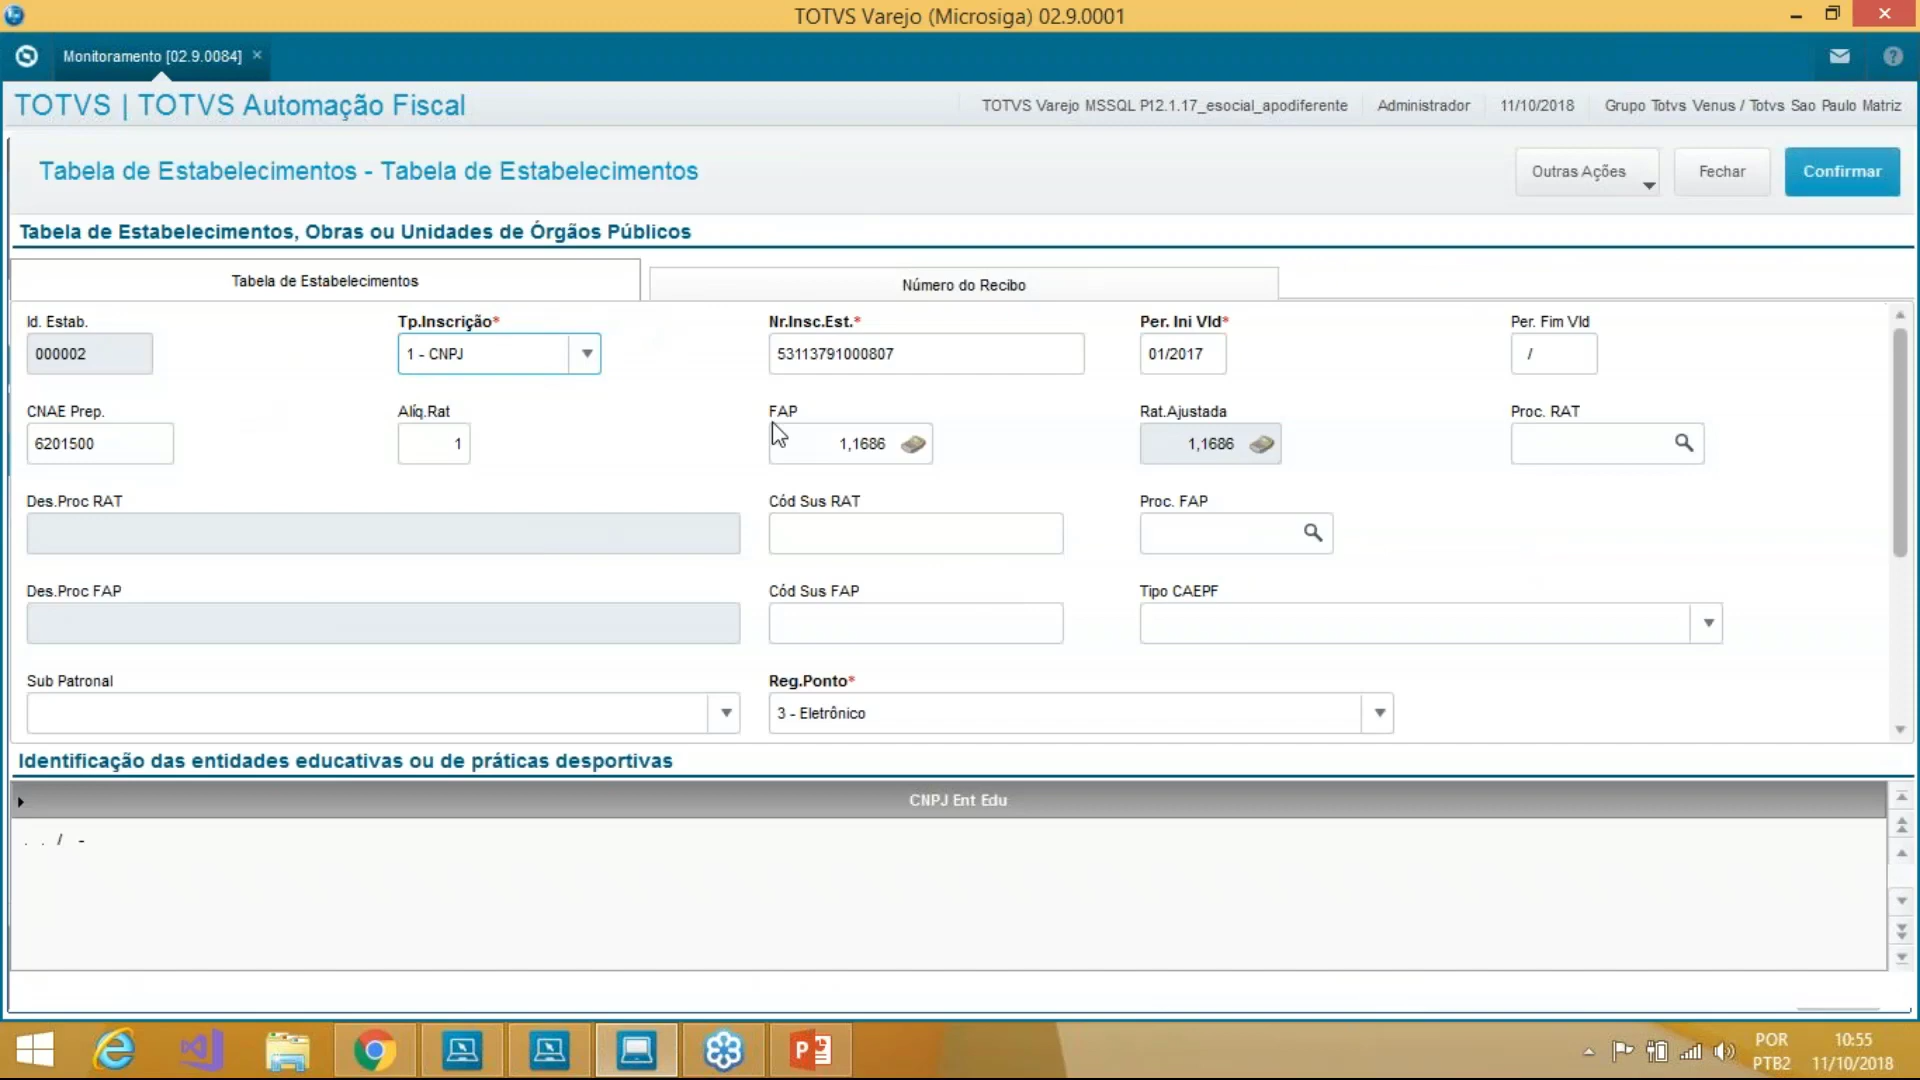 TOTVS Varejo (Microsiga) 02.9.0001
Monitoramento [02.9.0084]
TOTVS | TOTVS Automação Fiscal
TOTVS Varejo MSSQL P12.1.17_esocial_apodiferente
Administrador
11/10/2018
Grupo Totvs Venus / Totvs Sao Paulo Matriz
Tabela de Estabelecimentos - Tabela de Estabelecimentos
Outras Ações
Fechar
Confirmar
Tabela de Estabelecimentos, Obras ou Unidades de Órgãos Públicos
Tabela de Estabelecimentos
Número do Recibo
Id. Estab.
000002
Tp.Inscrição*
1 - CNPJ
Nr.Insc.Est.*
53113791000807
Per. Ini Vld*
01/2017
Per. Fim Vld
/
CNAE Prep.
6201500
Alíq.Rat
1
FAP
1,1686
Rat.Ajustada
1,1686
Proc. RAT
Des.Proc RAT
Cód Sus RAT
Proc. FAP
Des.Proc FAP
Cód Sus FAP
Tipo CAEPF
Sub Patronal
Reg.Ponto*
3 - Eletrônico
Identificação das entidades educativas ou de práticas desportivas
CNPJ Ent Edu
. . / -
POR
PTB2
10:55
11/10/2018